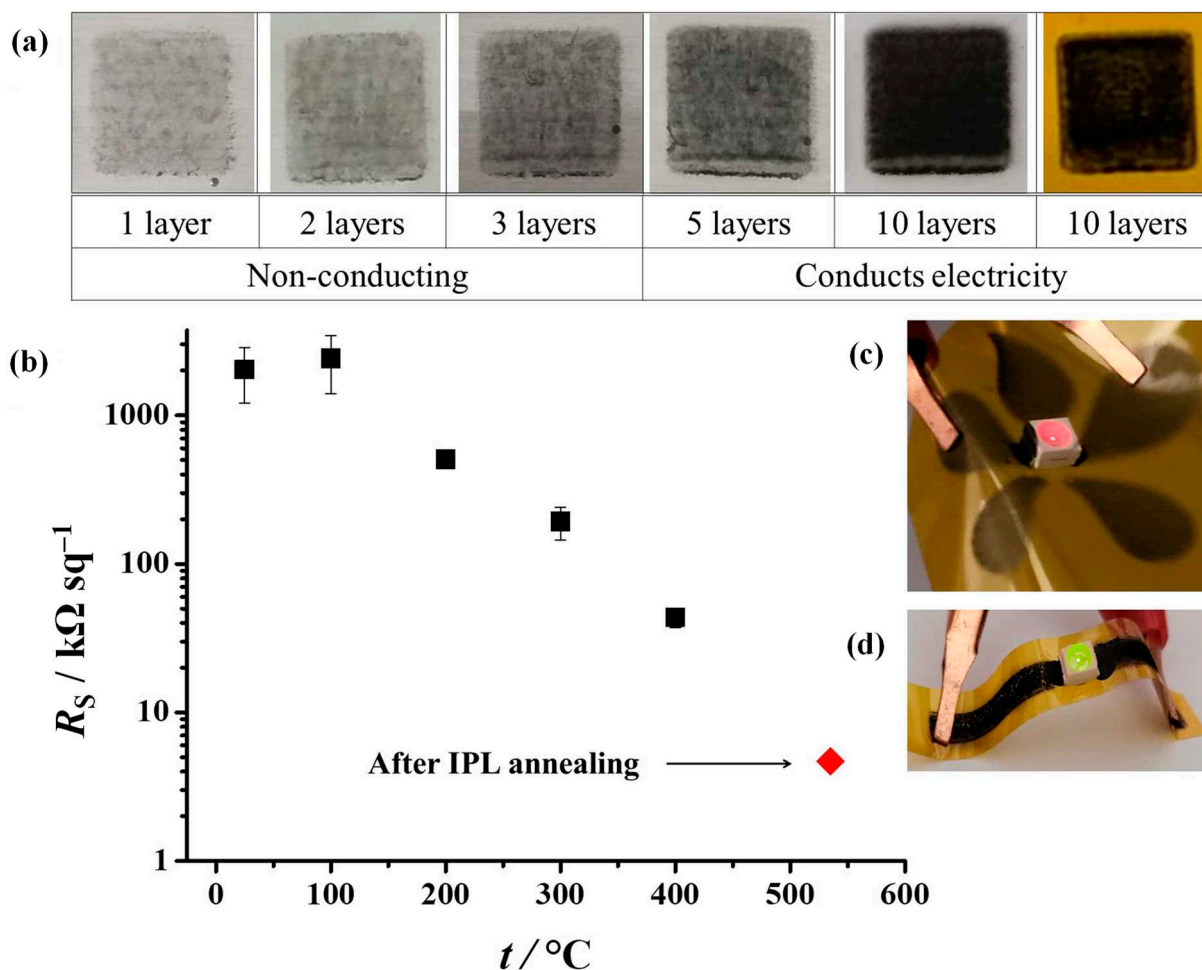 (a)
1 layer 2 layers 3 layers 5 layers 10 layers 10 layers
Non-conducting Conducts electricity
(b)
1000
100
10
1
R_S / kΩ sq⁻¹
After IPL annealing
0 100 200 300 400 500 600
t / °C
(c)
(d)